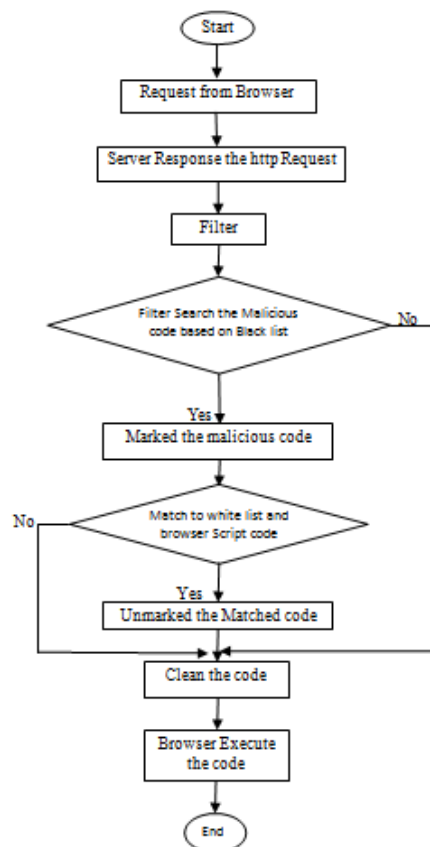 Start
Request from Browser
Server Response the http Request
Filter
Filter Search the Malicious
code based on Black list
No
Yes
Marked the malicious code
No
Match to white list and
browser Script code
Yes
Unmarked the Matched code
Clean the code
Browser Execute
the code
End